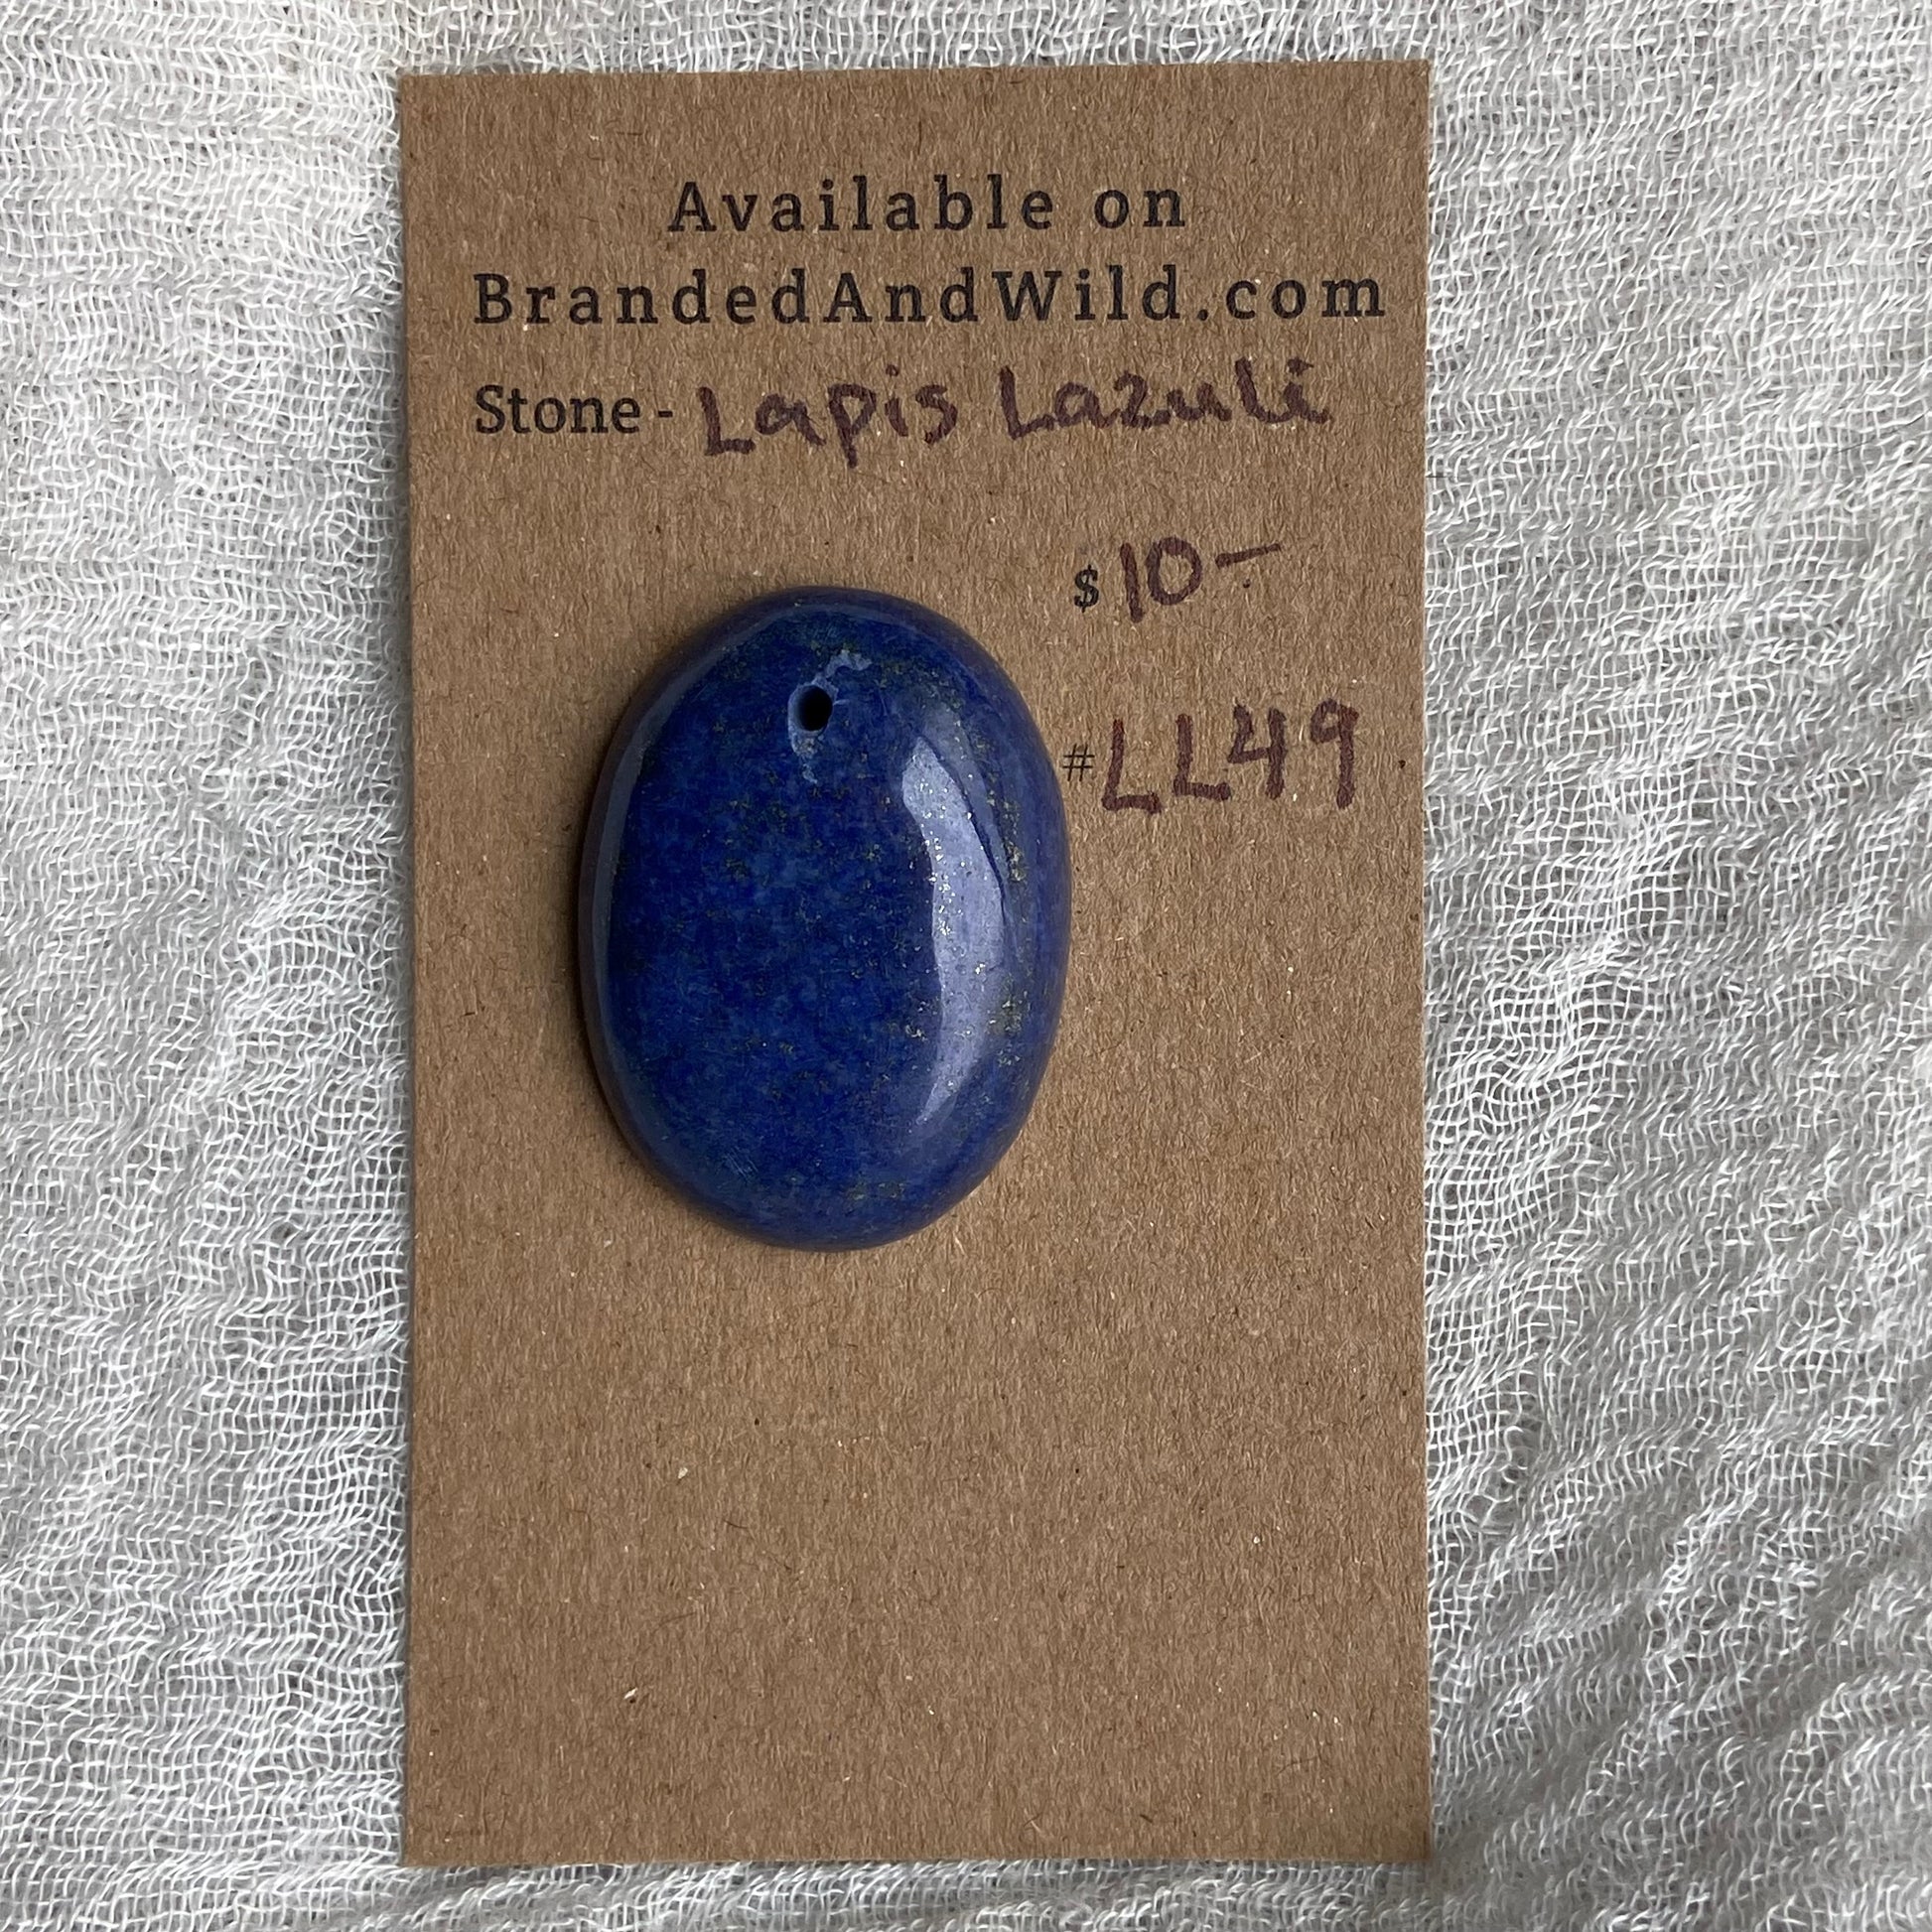 Available on
BrandedAndWild.com
Stone - Lapis Lazuli
$10-
#LL49